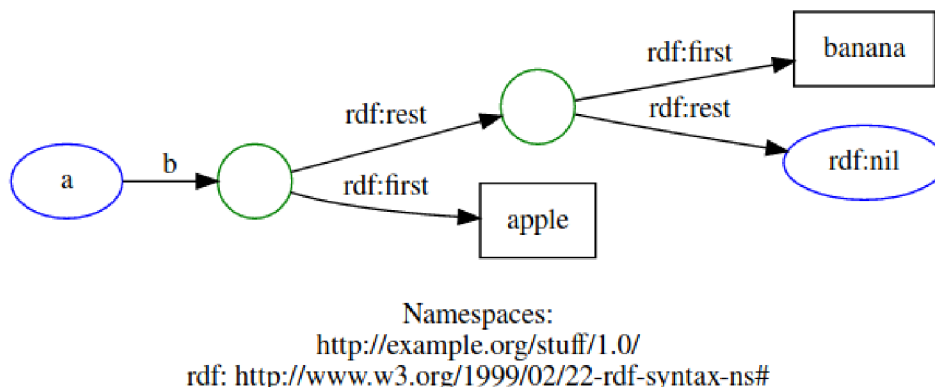 rdf:first
banana
rdf:rest
rdf:rest
a
b
rdf:nil
rdf:first
apple
Namespaces:
http://example.org/stuff/1.0/
rdf: http://www.w3.org/1999/02/22-rdf-syntax-ns#